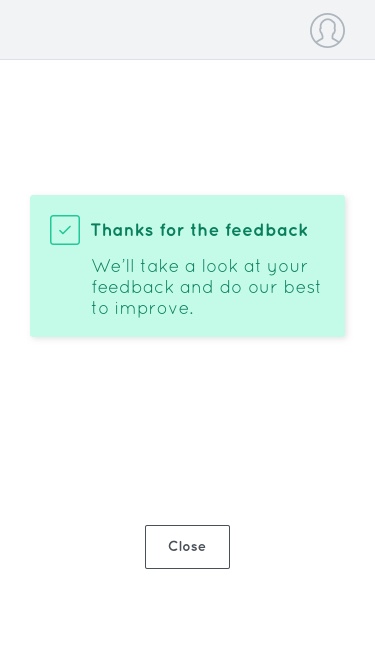 Thanks for the feedback
We'll take a look at your
feedback and do our best
to improve.
Close